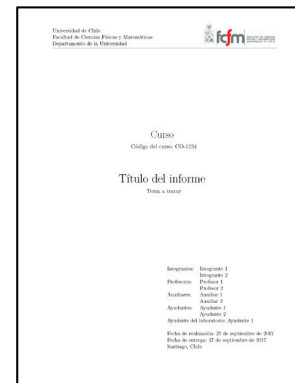 Universidad de Chile
Facultad de Ciencias Físicas y Matemáticas
Departamento de la Universidad
fcfm
Curso
Código del curso: CO-1234
Título del informe
Tema a tratar
Integrantes: Integrante 1
Integrante 2
Profesores: Profesor 1
Profesor 2
Auxiliares: Auxiliar 1
Auxiliar 2
Ayudantes: Ayudante 1
Ayudante 2
Ayudante del laboratorio: Ayudante 1
Fecha de realización: 21 de septiembre de 2017
Fecha de entrega: 27 de septiembre de 2017
Santiago, Chile